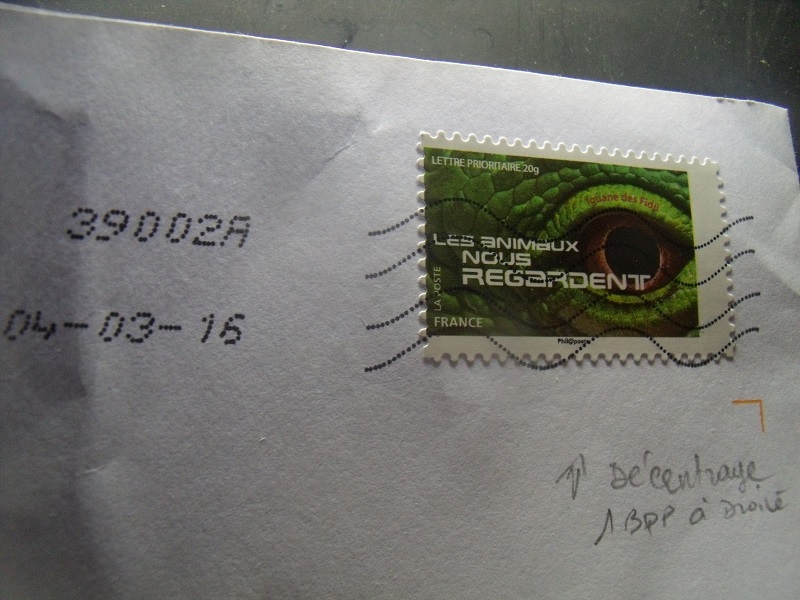 39002A
04-03-16
LETTRE PRIORITAIRE 20g
Iguane des Fidji
LES ANIMAUX
NOUS
REGARDENT
LA POSTE
FRANCE
Phil@poste
Décentrage
1 BPP à Droite